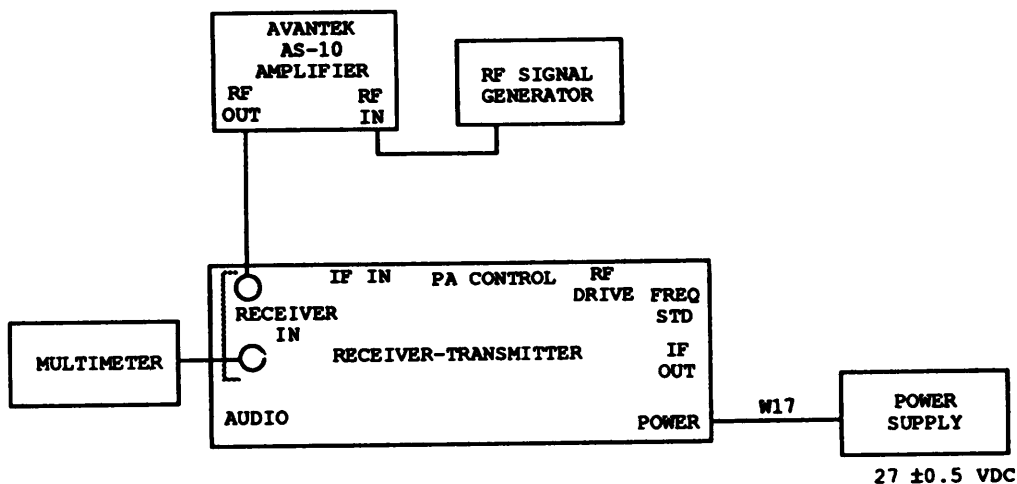 AVANTEK
AS-10
AMPLIFIER
RF
OUT
RF
IN
RF SIGNAL
GENERATOR
IF IN
PA CONTROL
RF
DRIVE
FREQ
STD
RECEIVER
IN
MULTIMETER
RECEIVER-TRANSMITTER
IF
OUT
AUDIO
POWER
W17
POWER
SUPPLY
27 ±0.5 VDC